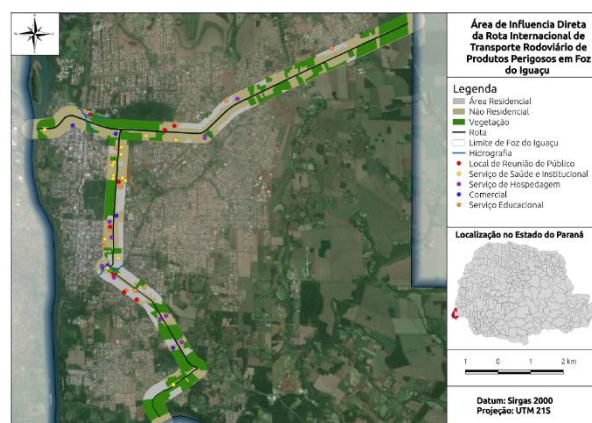 Área de Influencia Direta
da Rota Internacional de
Transporte Rodoviário de
Produtos Perigosos em Foz
do Iguaçu
Legenda
Área Residencial
Não Residencial
Vegetação
Rota
Limite de Foz do Iguaçu
Hidrografia
Local de Reunião de Público
Serviço de Saúde e Institucional
Serviço de Hospedagem
Comercial
Serviço Educacional
Localização no Estado do Paraná
1 0 1 2 km
Datum: Sirgas 2000
Projeção: UTM 21S